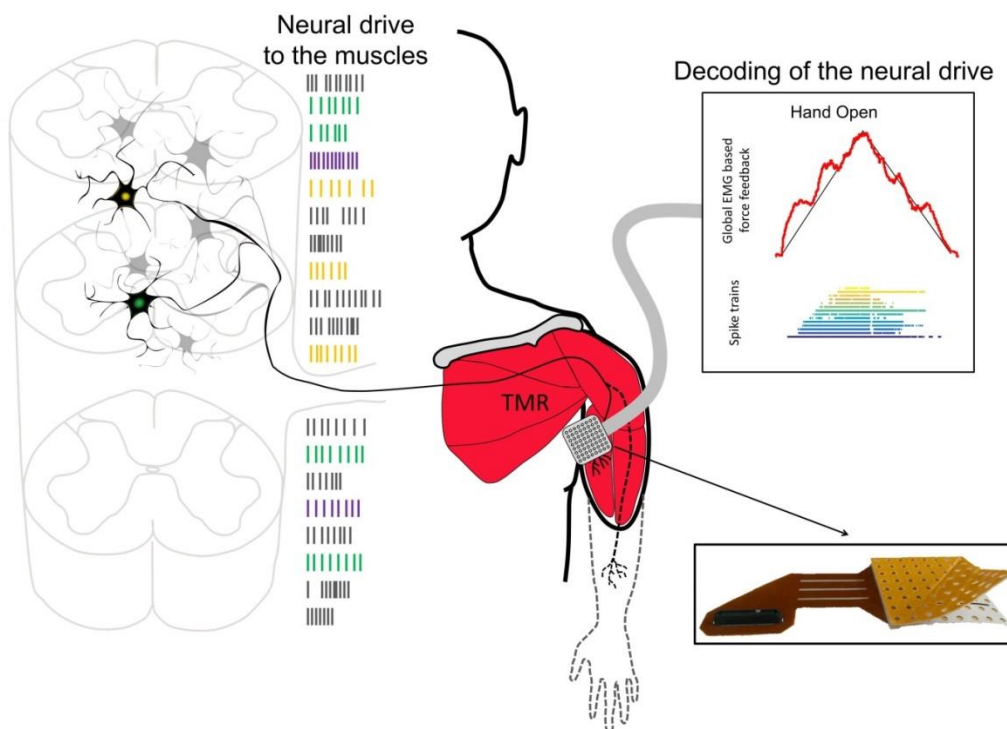 Neural drive
to the muscles
Decoding of the neural drive
Hand Open
Global EMG based
force feedback
Spike trains
TMR